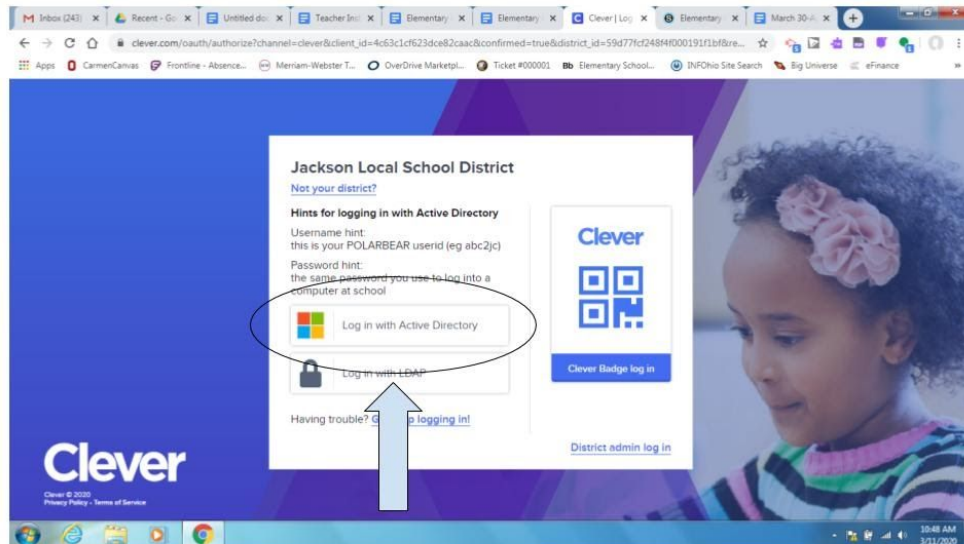 Inbox (243)
Recent - Go
Untitled do
Teacher Inst
Elementary
Elementary
Clever | Log
Elementary
March 30-A
clever.com/oauth/authorize?channel=clever&client_id=4c63c1cf623dce82caac&confirmed=true&district_id=59d77fcf248f4f000191f1bf&re...
Apps CarmenCanvas Frontline - Absence... Merriam-Webster T... OverDrive Marketpl... Ticket #000001 Bb Elementary School... INFOhio Site Search Big Universe eFinance »
Jackson Local School District
Not your district?
Hints for logging in with Active Directory
Username hint:
this is your POLARBEAR userid (eg abc2jc)
Password hint:
the same password you use to log into a
computer at school
Log in with Active Directory
Log in with LDAP
Having trouble? logging in!
Clever
Clever Badge log in
District admin log in
Clever
Clever © 2020
Privacy Policy - Terms of Service
10:48 AM
3/11/2020